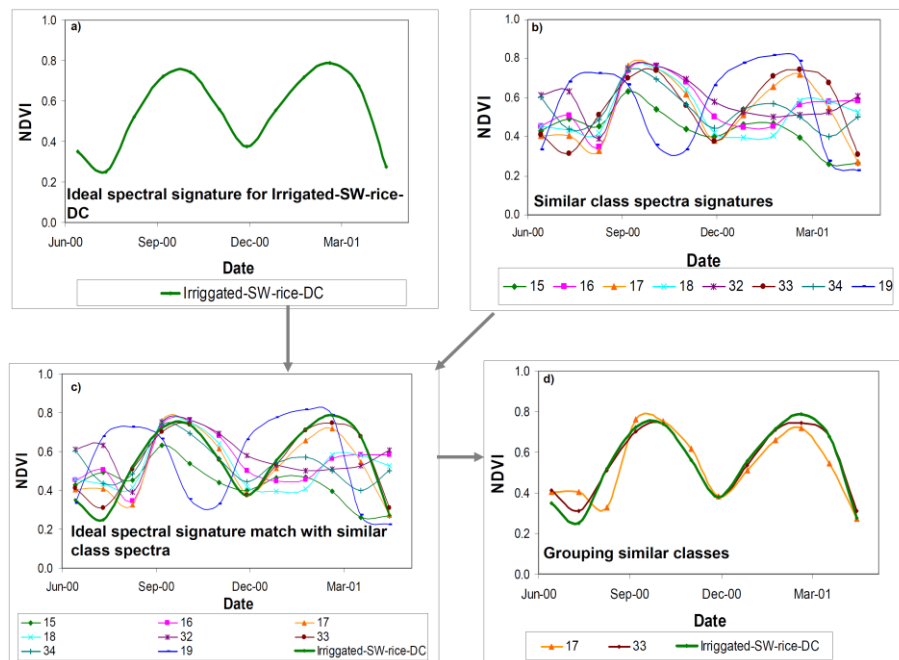 a)
1.0
0.8
0.6
0.4
0.2
0.0
NDVI
Ideal spectral signature for Irrigated-SW-rice-
DC
Jun-00 Sep-00 Dec-00 Mar-01
Date
Irriggated-SW-rice-DC
b)
1.0
0.8
0.6
0.4
0.2
0.0
NDVI
Similar class spectra signatures
Jun-00 Sep-00 Dec-00 Mar-01
Date
15 16 17 18 32 33 34 19
c)
1.0
0.8
0.6
0.4
0.2
0.0
NDVI
Ideal spectral signature match with similar
class spectra
Jun-00 Sep-00 Dec-00 Mar-01
Date
15 16 17
18 32 33
34 19 Irriggated-SW-rice-DC
d)
1.0
0.8
0.6
0.4
0.2
0.0
NDVI
Grouping similar classes
Jun-00 Sep-00 Dec-00 Mar-01
Date
17 33 Irriggated-SW-rice-DC